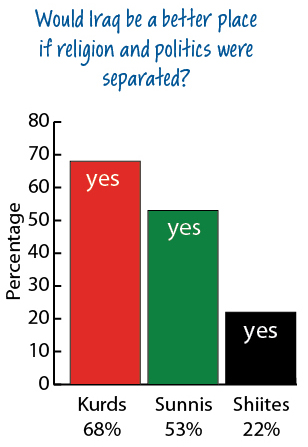 Would Iraq be a better place
if religion and politics were
separated?
80
70
60
50
40
30
20
10
0
Percentage
yes
yes
yes
Kurds Sunnis Shiites
68% 53% 22%